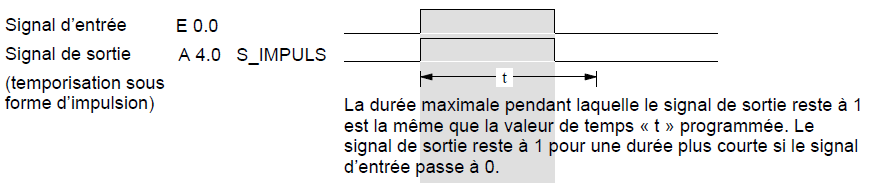 Signal d’entrée E 0.0
Signal de sortie A 4.0 S_IMPULS
(temporisation sous
forme d’impulsion)
t
La durée maximale pendant laquelle le signal de sortie reste à 1
est la même que la valeur de temps « t » programmée. Le
signal de sortie reste à 1 pour une durée plus courte si le signal
d’entrée passe à 0.